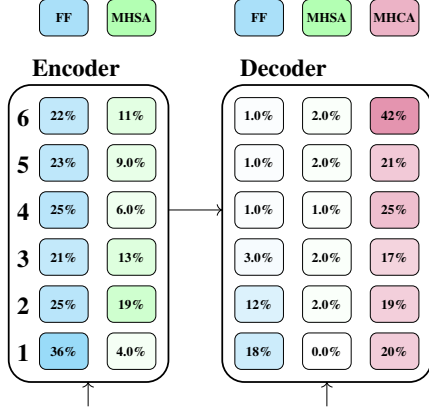 FF MHSA FF MHSA MHCA
Encoder Decoder
6 22% 11% 1.0% 2.0% 42%
5 23% 9.0% 1.0% 2.0% 21%
4 25% 6.0% 1.0% 1.0% 25%
3 21% 13% 3.0% 2.0% 17%
2 25% 19% 12% 2.0% 19%
1 36% 4.0% 18% 0.0% 20%